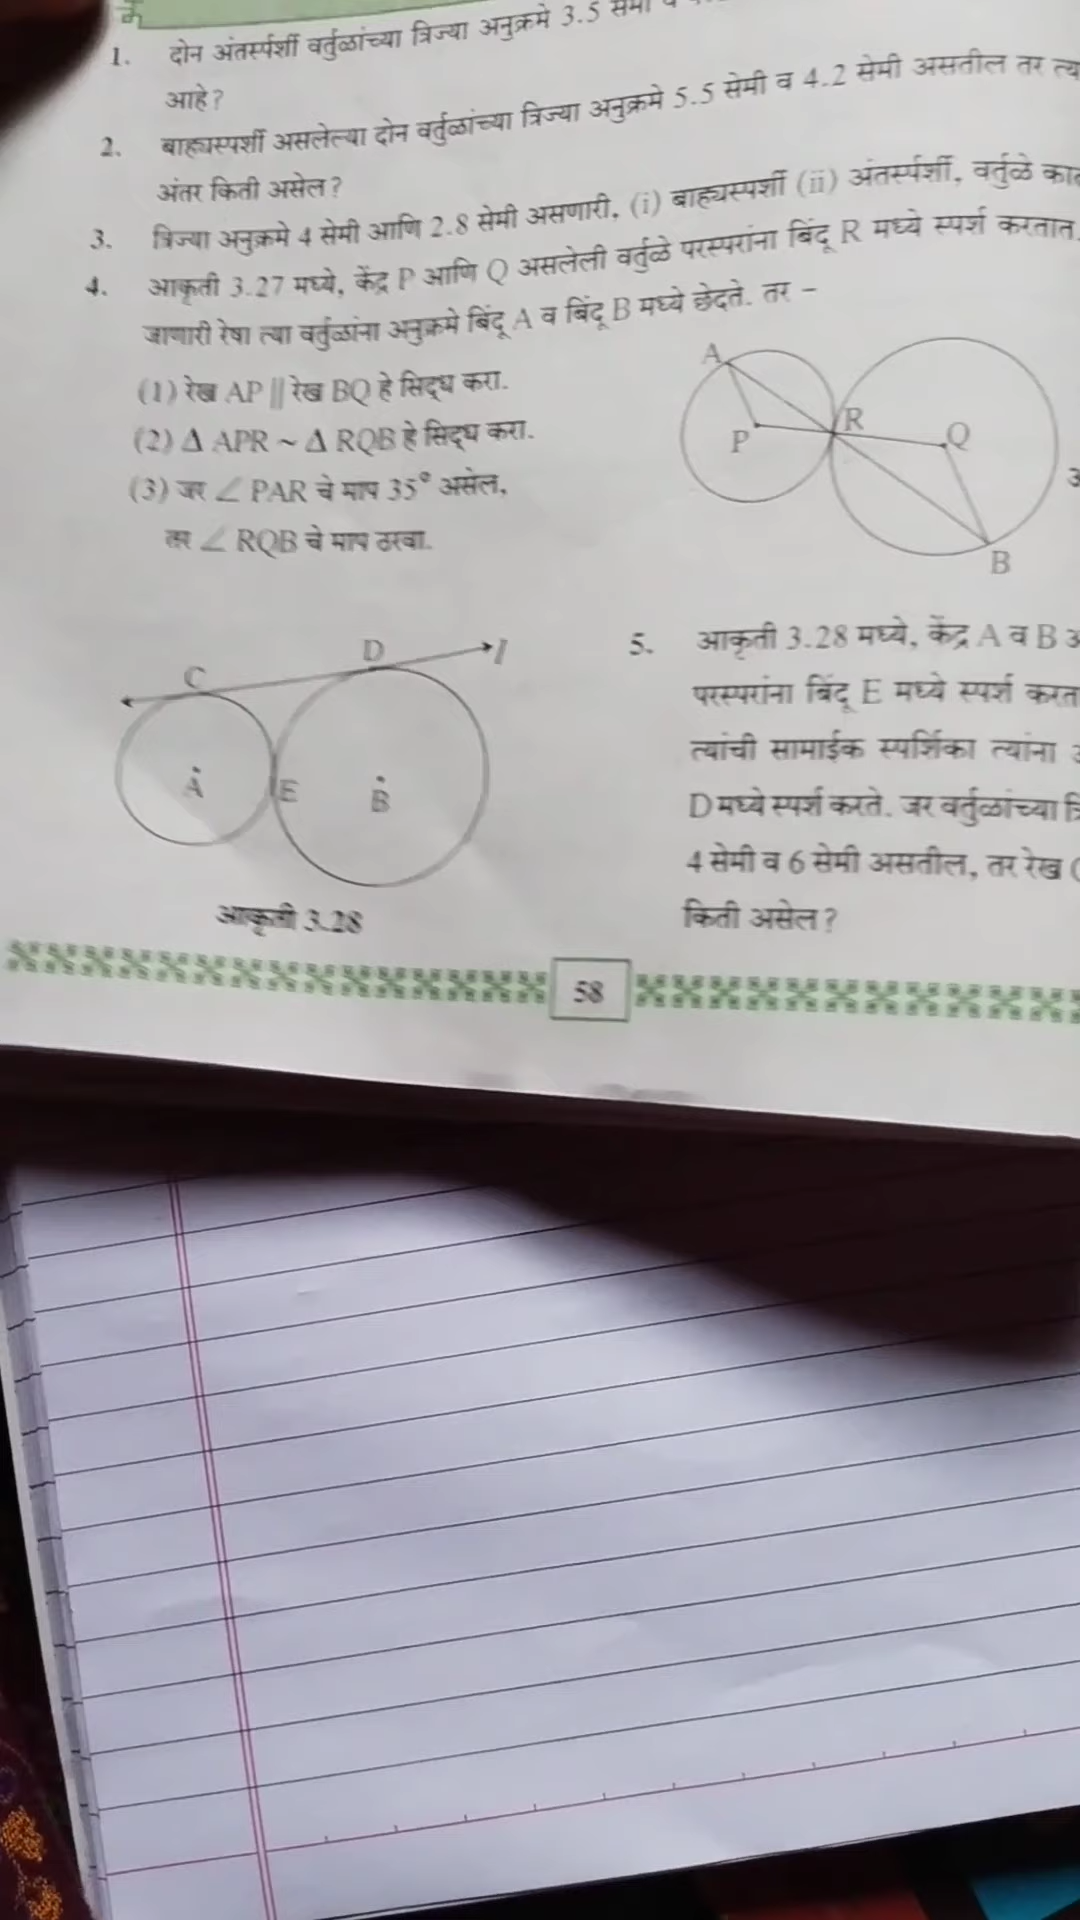 1. दोन अंतर्स्पर्शी वर्तुळांच्या त्रिज्या अनुक्रमे 3.5 सेमी व
आहे?
2. बाह्यस्पर्शी असलेल्या दोन वर्तुळांच्या त्रिज्या अनुक्रमे 5.5 सेमी व 4.2 सेमी असतील तर
अंतर किती असेल?
3. त्रिज्या अनुक्रमे 4 सेमी आणि 2.8 सेमी असणारी, (i) बाह्यस्पर्शी (ii) अंतर्स्पर्शी, वर्तुळे
4. आकृती 3.27 मध्ये, केंद्र P आणि Q असलेली वर्तुळे परस्परांना बिंदू R मध्ये स्पर्श करतात.
जाणारी रेषा त्या वर्तुळांना अनुक्रमे बिंदू A व बिंदू B मध्ये छेदते. तर -
(1) रेख AP || रेख BQ हे सिद्ध करा.
(2) Δ APR ~ Δ RQB हे सिद्ध करा.
(3) जर ∠ PAR चे माप 35° असेल,
तर ∠ RQB चे माप ठरवा.
A
R
P
Q
B
D
l
C
A
E
B
आकृती 3.28
5. आकृती 3.28 मध्ये, केंद्र A व B
परस्परांना बिंदू E मध्ये स्पर्श
त्यांची सामाईक स्पर्शिका त्यांना
D मध्ये स्पर्श करते. जर वर्तुळांच्या
4 सेमी व 6 सेमी असतील, तर रेख
किती असेल?
58